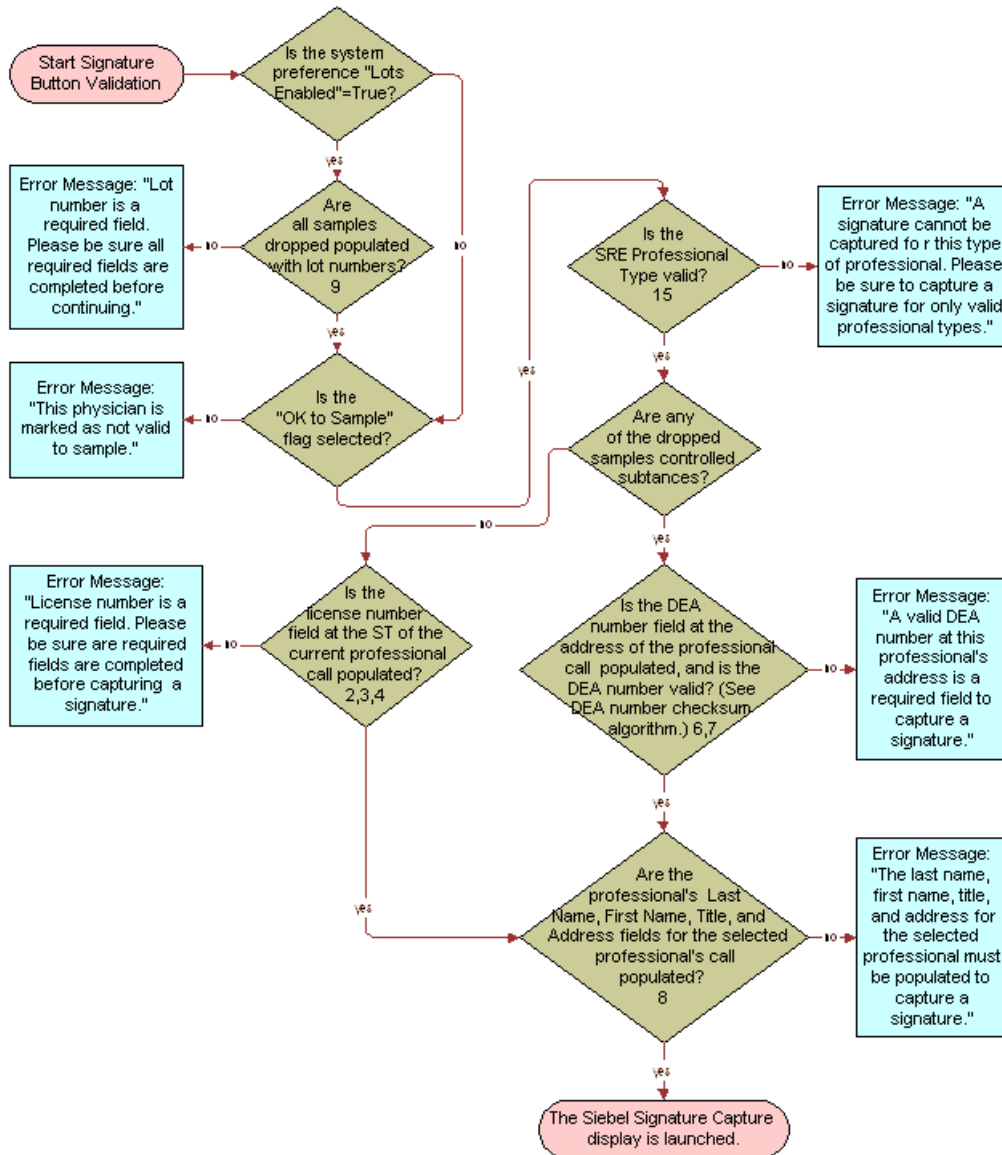 Start Signature
Button Validation
Is the system
preference "Lots
Enabled"=True?
no
yes
Error Message: "Lot
number is a
required field.
Please be sure all
required fields are
completed before
continuing."
no
Are
all samples
dropped populated
with lot numbers?
9
no
yes
Error Message:
"This physician is
marked as not valid
to sample."
no
Is the
"OK to Sample"
flag selected?
yes
Is the
SRE Professional
Type valid?
15
no
Error Message: "A
signature cannot be
captured fo r this type
of professional. Please
be sure to capture a
signature for only valid
professional types."
yes
Are any
of the dropped
samples controlled
subtances?
no
yes
Error Message:
"License number is a
required field. Please
be sure are required
fields are completed
before capturing a
signature."
no
Is the
license number
field at the ST of the
current professional
call populated?
2,3,4
Is the DEA
number field at the
address of the professional
call populated, and is the
DEA number valid? (See
DEA number checksum
algorithm.) 6,7
no
Error Message:
"A valid DEA
number at this
professional's
address is a
required field to
capture a
signature."
yes
yes
Are the
professional's Last
Name, First Name, Title, and
Address fields for the selected
professional's call
populated?
8
no
Error Message:
"The last name,
first name, title,
and address for
the selected
professional must
be populated to
capture a
signature."
yes
The Siebel Signature Capture
display is launched.